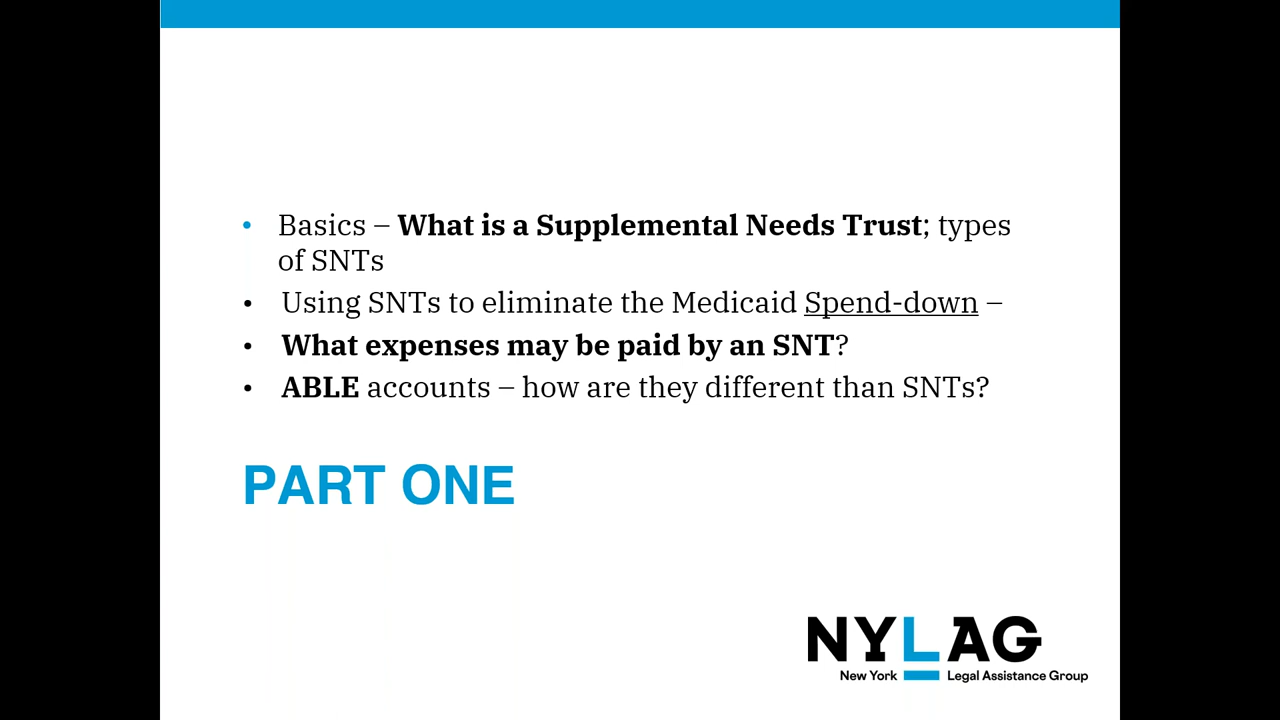 • Basics – What is a Supplemental Needs Trust; types
of SNTs
• Using SNTs to eliminate the Medicaid Spend-down –
• What expenses may be paid by an SNT?
• ABLE accounts – how are they different than SNTs?
PART ONE
NYLAG
New York Legal Assistance Group